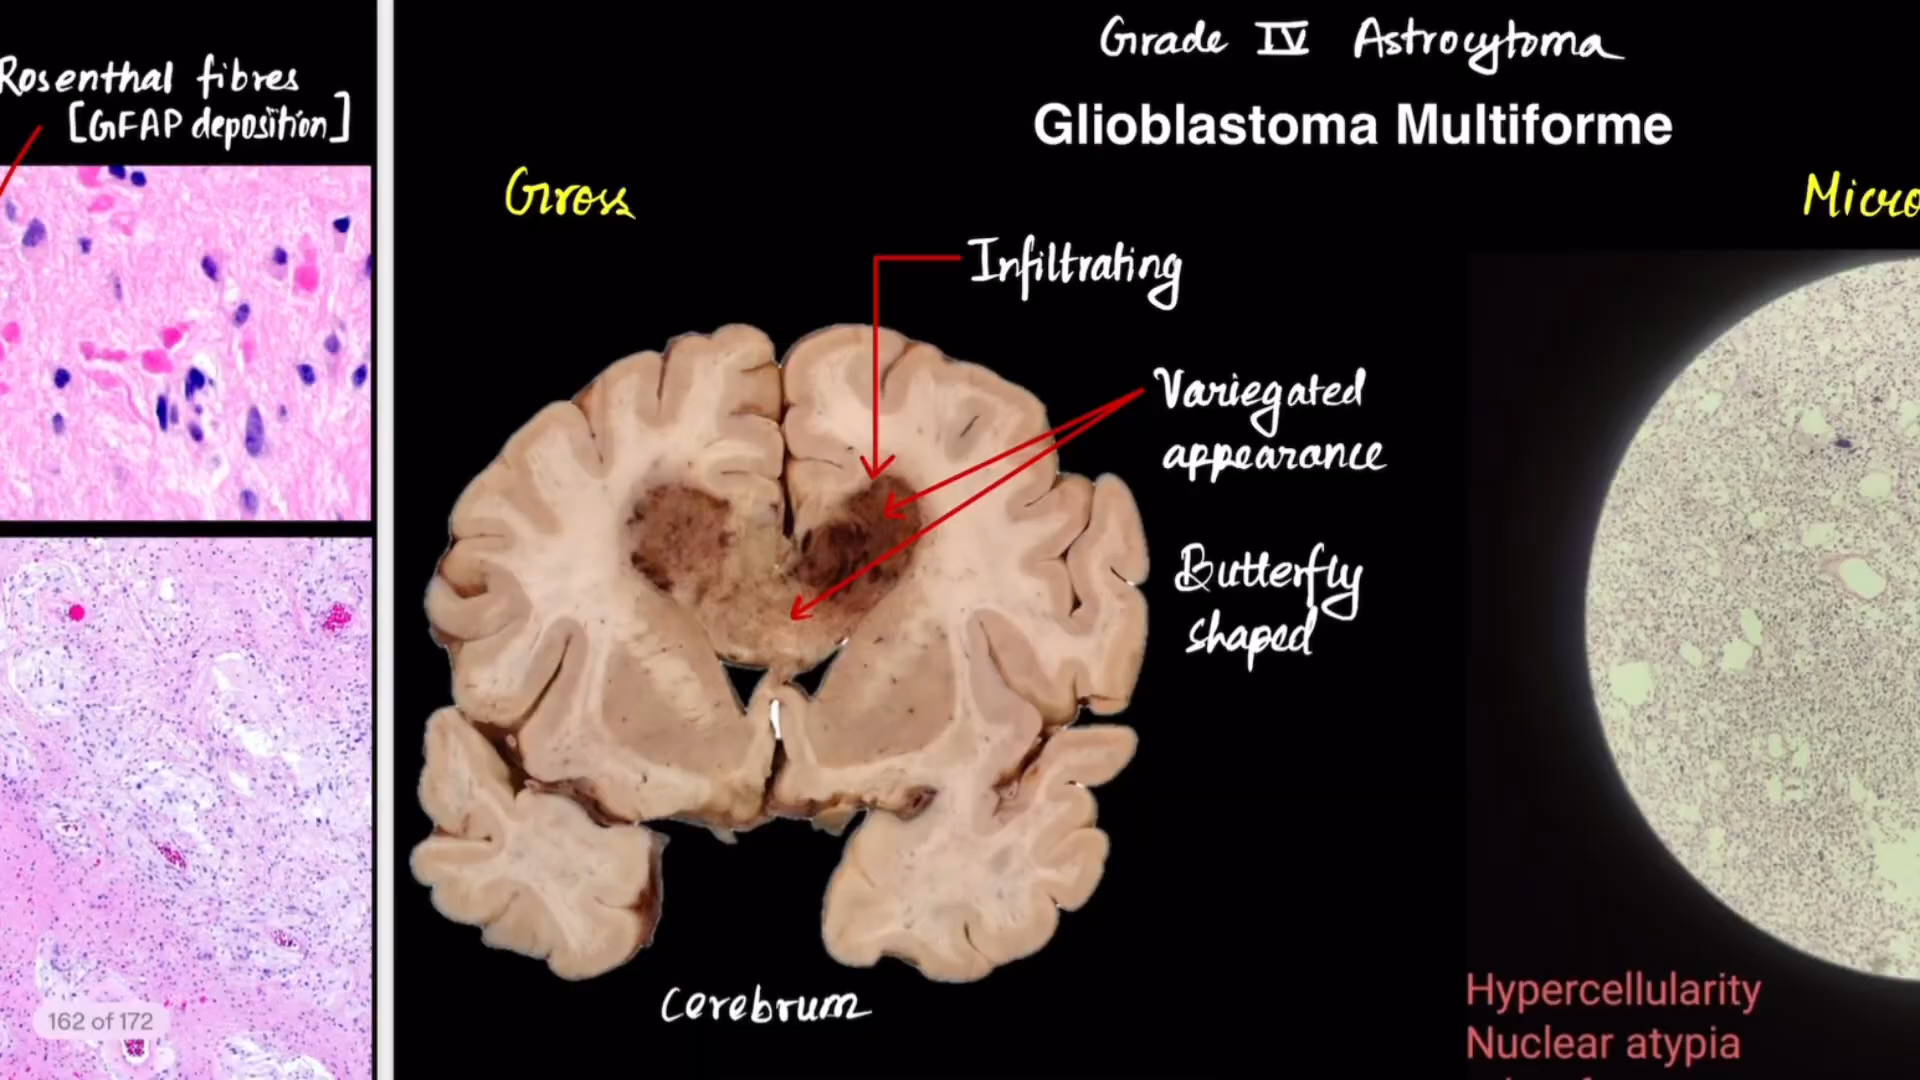 Rosenthal fibres
[GFAP deposition]
162 of 172
Grade IV Astrocytoma
Glioblastoma Multiforme
Gross
Infiltrating
Variegated
appearance
Butterfly
shaped
Cerebrum
Micro
Hypercellularity
Nuclear atypia